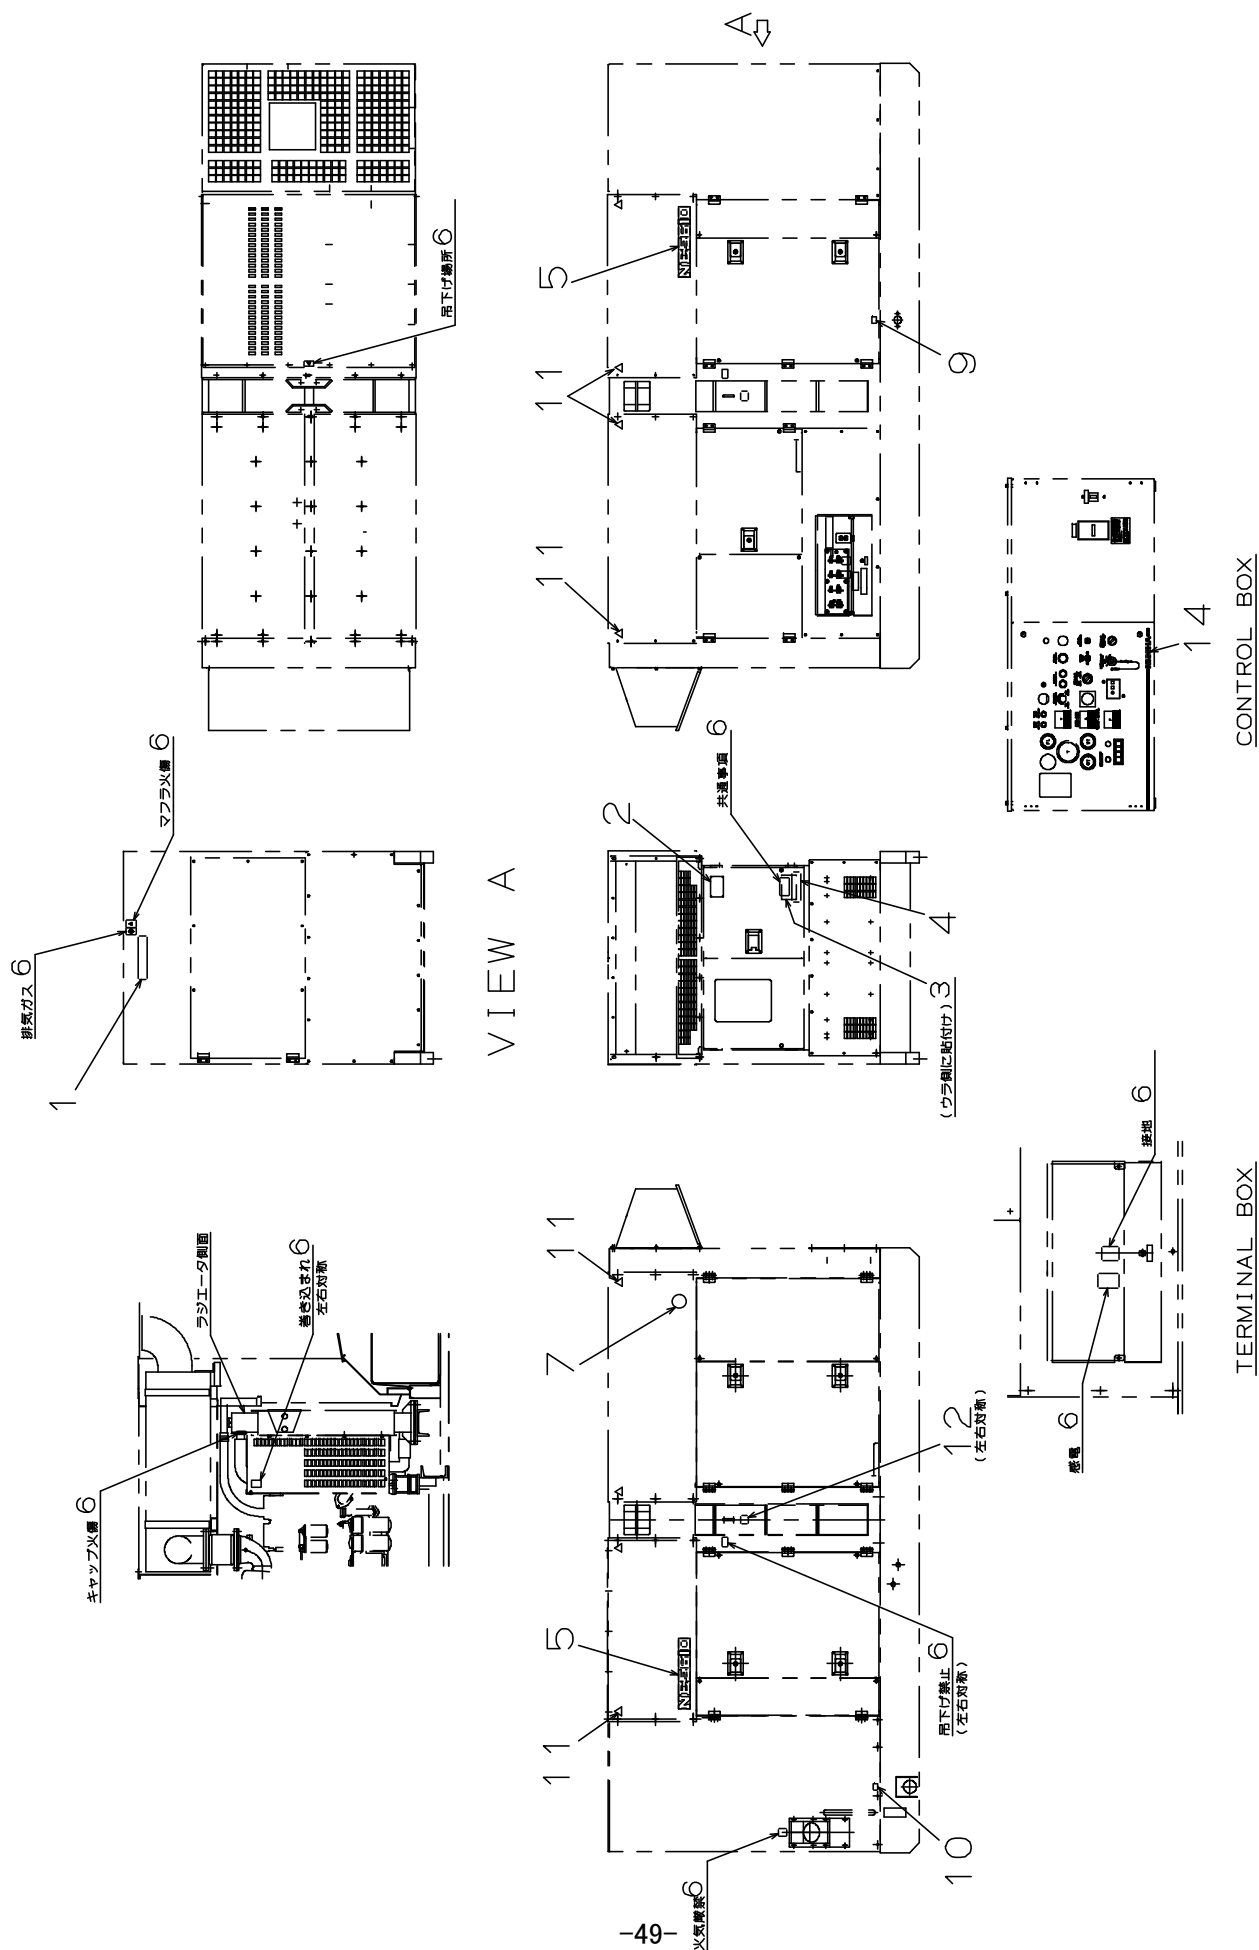 A
吊下げ場所 6
5
11
11
9
14
CONTROL BOX
マフラ火傷 6
排気ガス 6
1
VIEW A
共通事項 6
2
4
3
(ウラ側に貼付け)
ラジエータ側面
巻き込まれ 6
左右対称
キャップ火傷 6
11
7
12
(左右対称)
5
11
吊下げ禁止 6
(左右対称)
10
火気厳禁 6
接地 6
感電 6
TERMINAL BOX
-49-